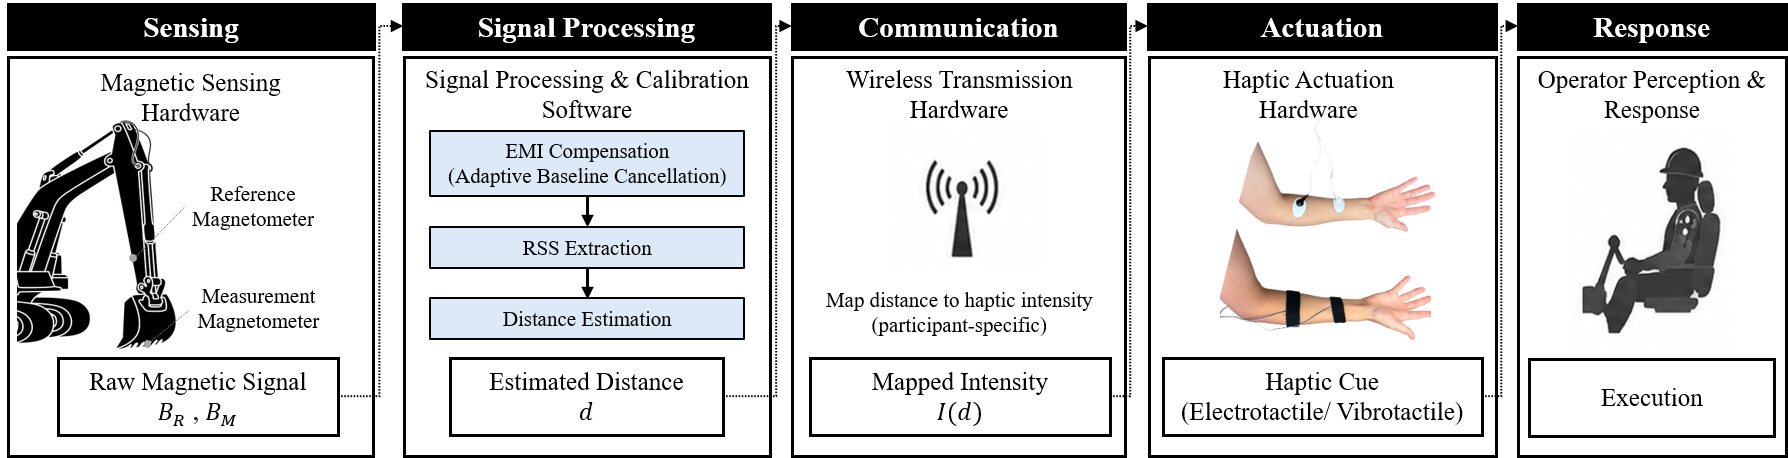 Sensing
Magnetic Sensing
Hardware
Reference
Magnetometer
Measurement
Magnetometer
Raw Magnetic Signal
B_R , B_M
Signal Processing
Signal Processing & Calibration
Software
EMI Compensation
(Adaptive Baseline Cancellation)
RSS Extraction
Distance Estimation
Estimated Distance
d
Communication
Wireless Transmission
Hardware
Map distance to haptic intensity
(participant-specific)
Mapped Intensity
I(d)
Actuation
Haptic Actuation
Hardware
Haptic Cue
(Electrotactile/ Vibrotactile)
Response
Operator Perception &
Response
Execution